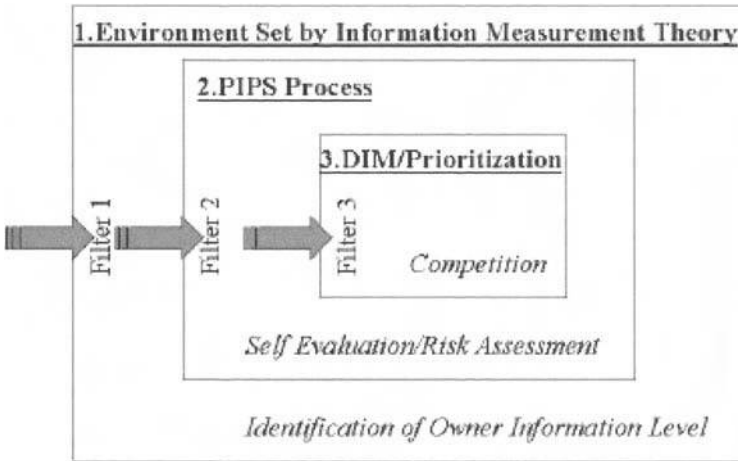 1.Environment Set by Information Measurement Theory
2.PIPS Process
3.DIM/Prioritization
Filter 1
Filter 2
Filter 3
Competition
Self Evaluation/Risk Assessment
Identification of Owner Information Level